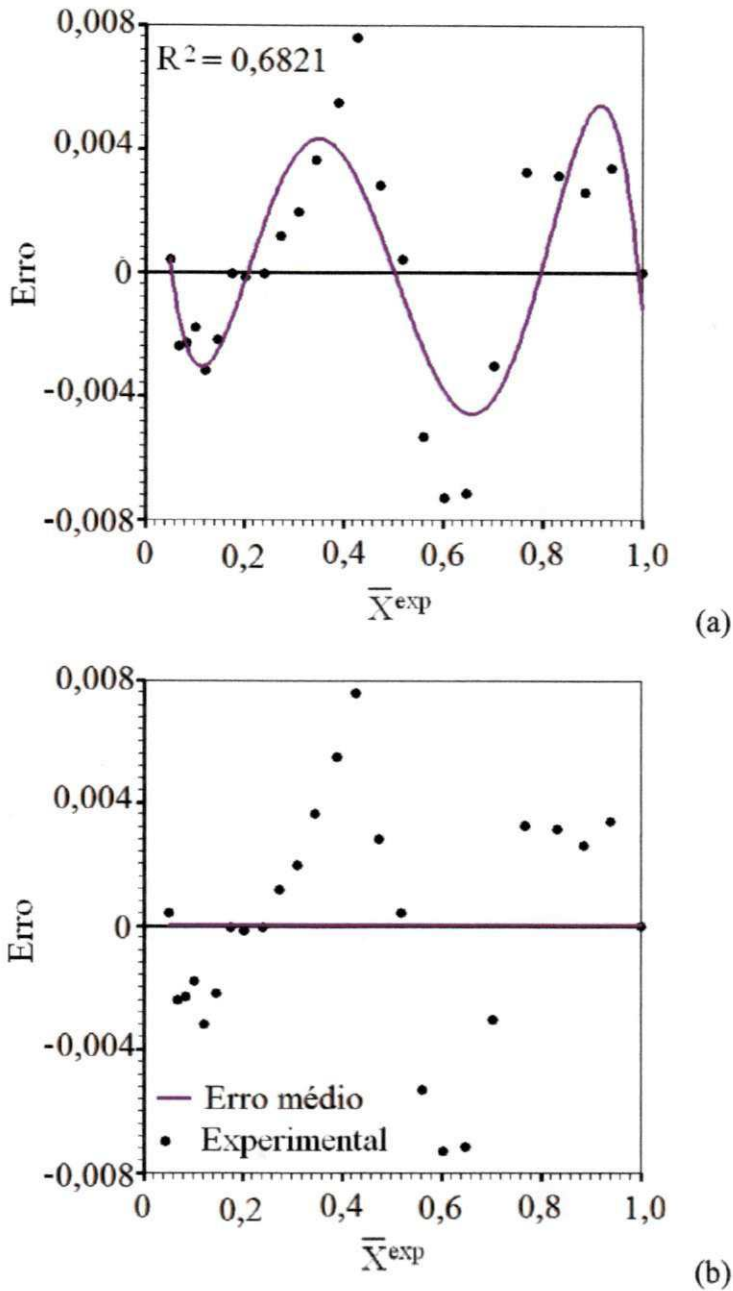 0,008
R² = 0,6821
0,004
0
-0,004
-0,008
Erro
0 0,2 0,4 0,6 0,8 1,0
X̅ᵉˣᵖ
(a)
0,008
0,004
0
-0,004
-0,008
Erro
Erro médio
Experimental
0 0,2 0,4 0,6 0,8 1,0
X̅ᵉˣᵖ
(b)